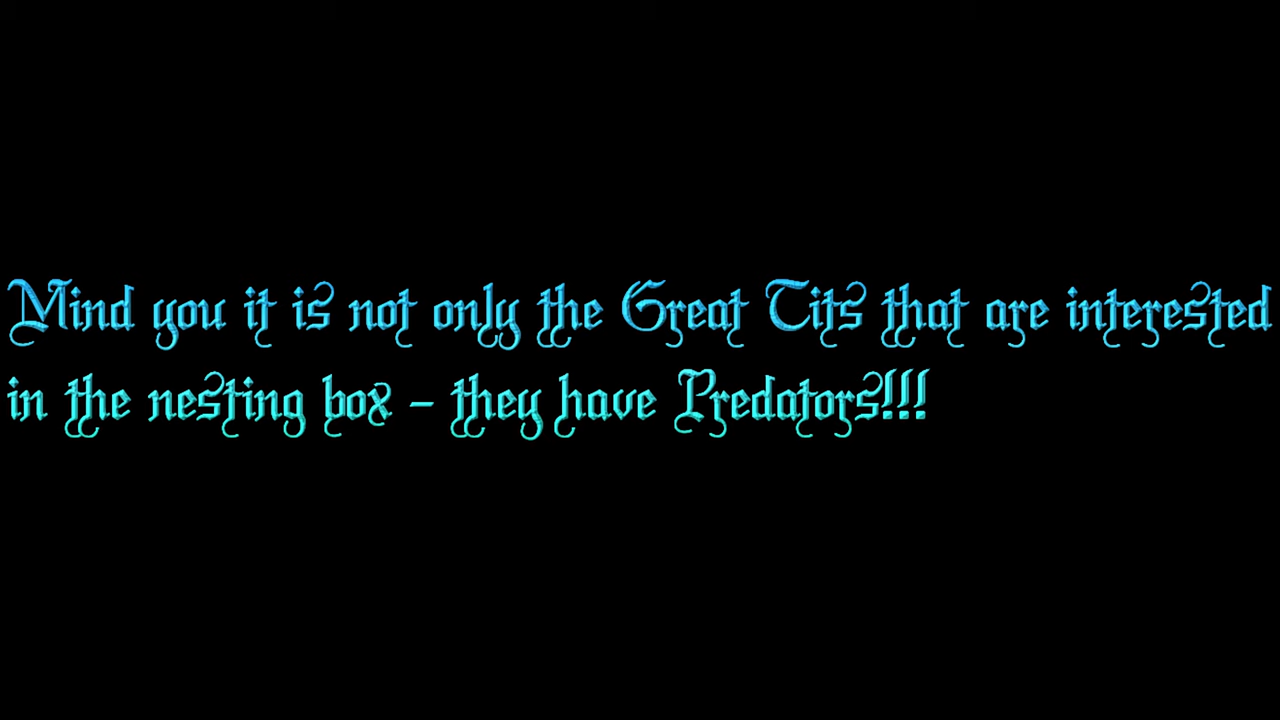 Mind you it is not only the Great Tits that are interested
in the nesting box - they have Predators!!!